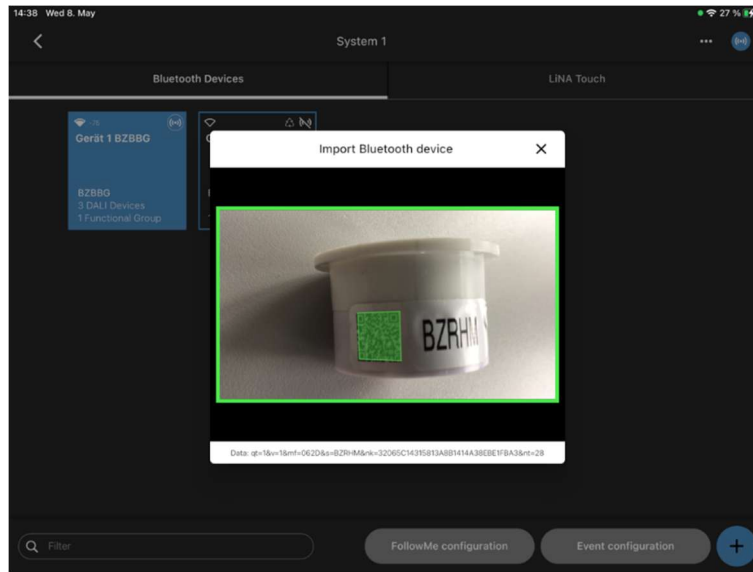 14:38 Wed 8. May
27 %
System 1
Bluetooth Devices
LiNA Touch
-78
Gerät 1 BZBBG
BZBBG
3 DALI Devices
1 Functional Group
Import Bluetooth device
BZRHM
Data: qt=1&v=1&mf=062D&s=BZRHM&nk=32065C14315813A8B1414A38EBE1FBA3&nt=28
Filter
FollowMe configuration
Event configuration